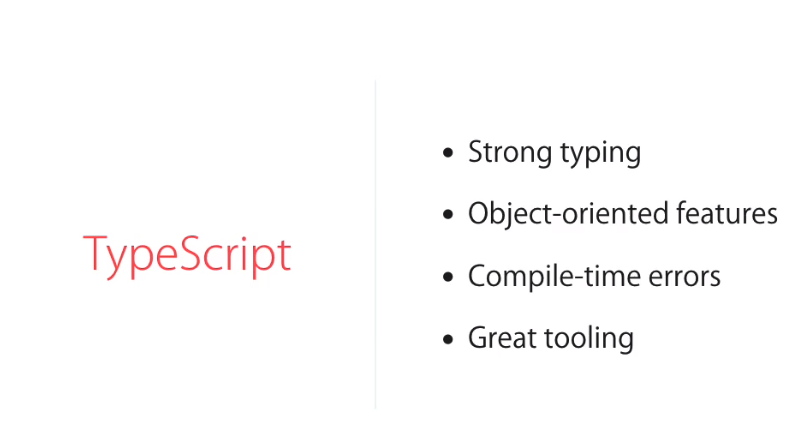 TypeScript
• Strong typing
• Object-oriented features
• Compile-time errors
• Great tooling